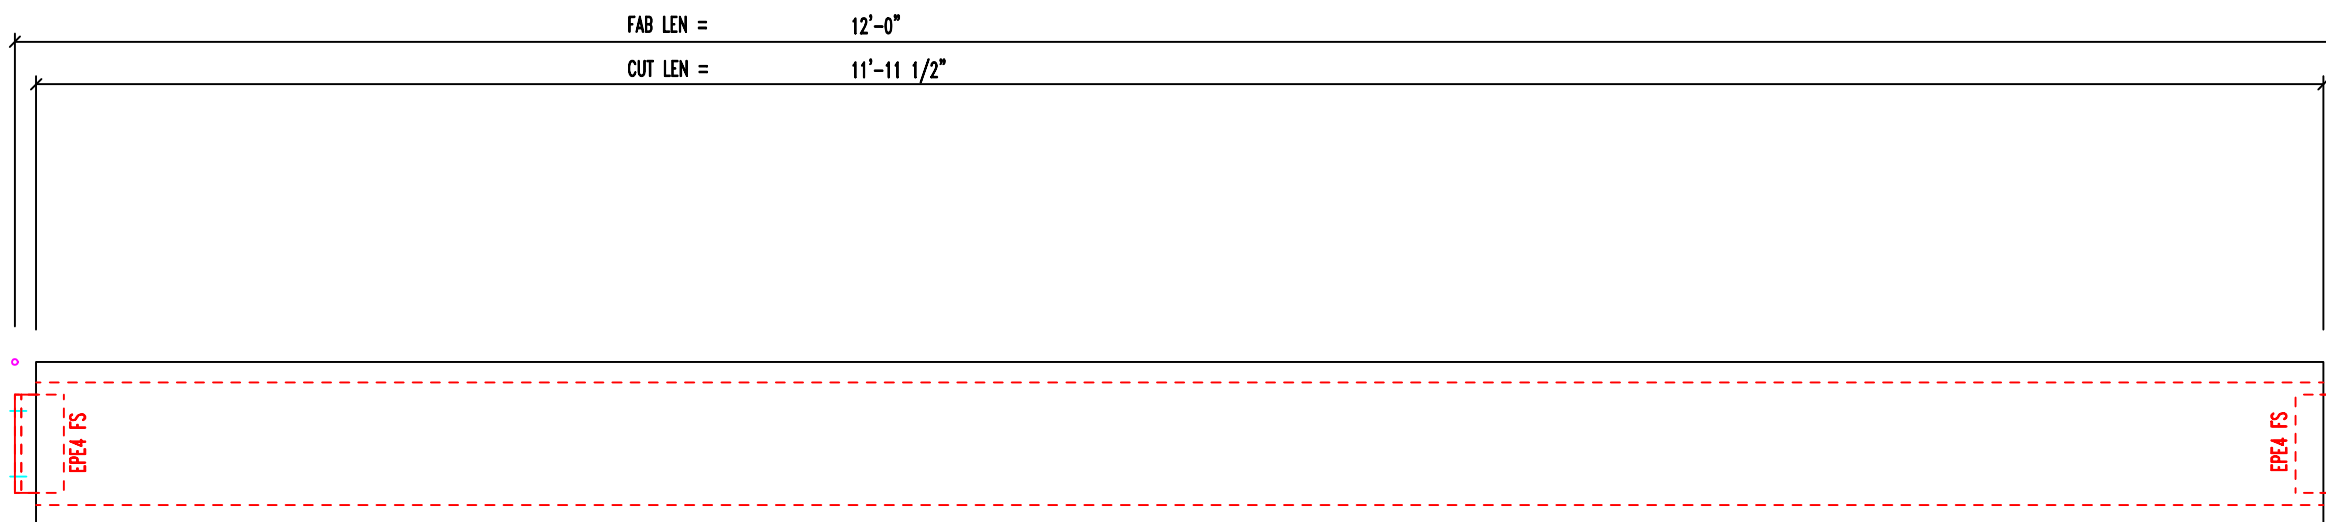 FAB LEN = 12'-0"
CUT LEN = 11'-11 1/2"
EPE4 FS
EPE4 FS